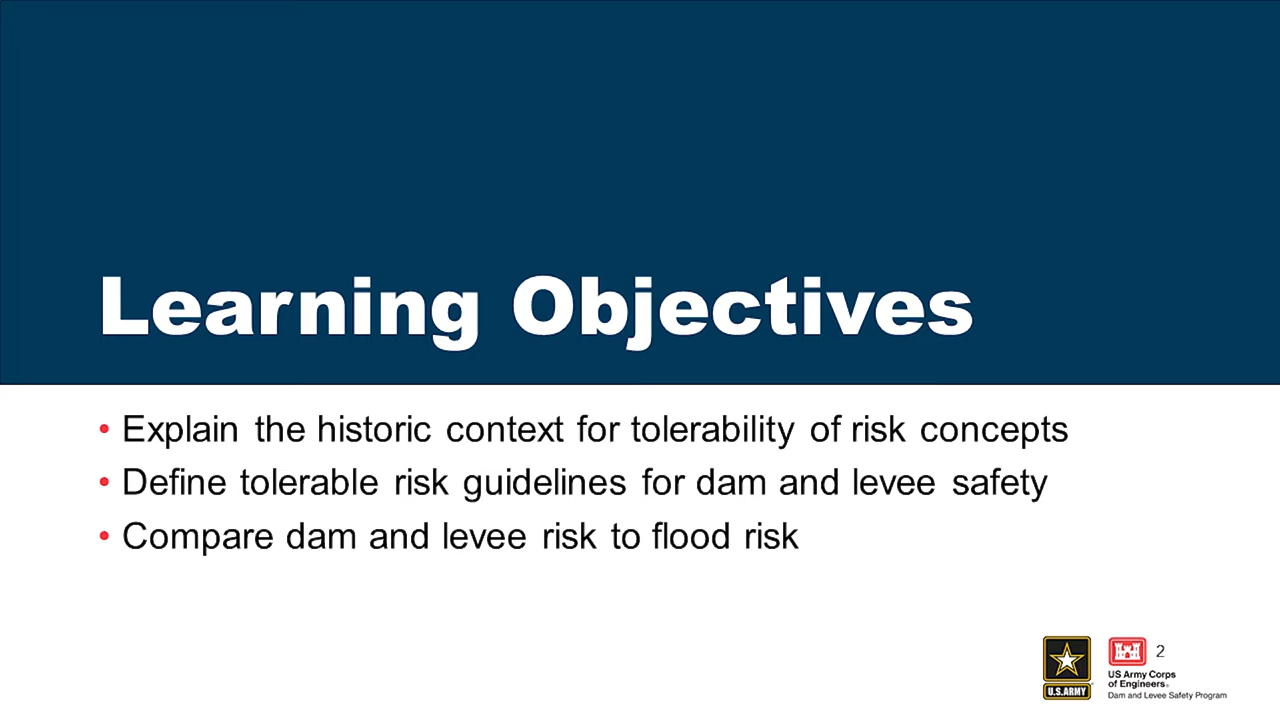 Learning Objectives
• Explain the historic context for tolerability of risk concepts
• Define tolerable risk guidelines for dam and levee safety
• Compare dam and levee risk to flood risk
U.S.ARMY
2
US Army Corps
of Engineers®
Dam and Levee Safety Program